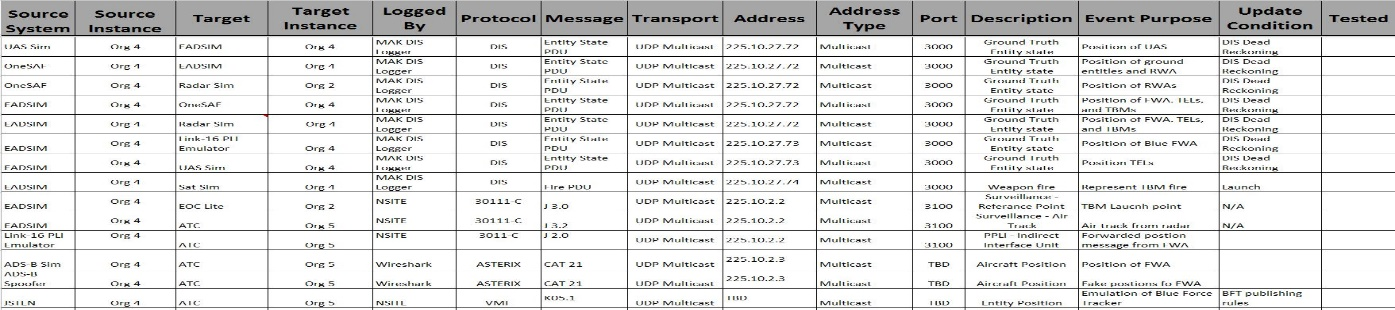 Source System | Source Instance | Target | Target Instance | Logged By | Protocol | Message | Transport | Address | Address Type | Port | Description | Event Purpose | Update Condition | Tested
UAS Sim | Org 4 | EADSIM | Org 4 | MAK DIS Logger | DIS | Entity State PDU | UDP Multicast | 225.10.27.72 | Multicast | 3000 | Ground Truth Entity state | Position of UAS | DIS Dead Reckoning
OneSAF | Org 4 | EADSIM | Org 4 | MAK DIS Logger | DIS | Entity State PDU | UDP Multicast | 225.10.27.72 | Multicast | 3000 | Ground Truth Entity state | Position of ground entities and RWA | DIS Dead Reckoning
OneSAF | Org 4 | Radar Sim | Org 2 | MAK DIS Logger | DIS | Entity State PDU | UDP Multicast | 225.10.27.72 | Multicast | 3000 | Ground Truth Entity state | Position of RWAs | DIS Dead Reckoning
EADSIM | Org 4 | OneSAF | Org 4 | MAK DIS Logger | DIS | Entity State PDU | UDP Multicast | 225.10.27.72 | Multicast | 3000 | Ground Truth Entity state | Position of FWA, TELs, and TBMs | DIS Dead Reckoning
EADSIM | Org 4 | Radar Sim | Org 4 | MAK DIS Logger | DIS | Entity State PDU | UDP Multicast | 225.10.27.72 | Multicast | 3000 | Ground Truth Entity state | Position of FWA, TELs, and TBMs | DIS Dead Reckoning
EADSIM | Org 4 | Link-16 PLI Emulator | Org 4 | MAK DIS Logger | DIS | Entity State PDU | UDP Multicast | 225.10.27.73 | Multicast | 3000 | Ground Truth Entity state | Position of Blue FWA | DIS Dead Reckoning
EADSIM | Org 4 | UAS Sim | Org 4 | MAK DIS Logger | DIS | Entity State PDU | UDP Multicast | 225.10.27.73 | Multicast | 3000 | Ground Truth Entity state | Position TELs | DIS Dead Reckoning
EADSIM | Org 4 | Sat Sim | Org 4 | MAK DIS Logger | DIS | Fire PDU | UDP Multicast | 225.10.27.74 | Multicast | 3000 | Weapon fire | Represent TBM fire | Launch
EADSIM | Org 4 | EOC Lite | Org 2 | NSITE | 30111-C | J 3.0 | UDP Multicast | 225.10.2.2 | Multicast | 3100 | Surveillance - Referance Point | TBM Laucnh point | N/A
EADSIM | Org 4 | ATC | Org 5 | NSITE | 30111-C | J 3.2 | UDP Multicast | 225.10.2.2 | Multicast | 3100 | Surveillance - Air Track | Air track from radar | N/A
Link-16 PLI Emulator | Org 4 | ATC | Org 5 | NSITE | 3011-C | J 2.0 | UDP Multicast | 225.10.2.2 | Multicast | 3100 | PPLI - Indirect Interface Unit | Forwarded postion message from FWA
ADS-B Sim | Org 4 | ATC | Org 5 | Wireshark | ASTERIX | CAT 21 | UDP Multicast | 225.10.2.3 | Multicast | TBD | Aircraft Position | Position of FWA
ADS-B Spoofer | Org 4 | ATC | Org 5 | Wireshark | ASTERIX | CAT 21 | UDP Multicast | 225.10.2.3 | Multicast | TBD | Aircraft Position | Fake postions fo FWA
JSTEN | Org 4 | ATC | Org 5 | NSITE | VMF | K05.1 | UDP Multicast | TBD | Multicast | TBD | Entity Position | Emulation of Blue Force Tracker | BFT publishing rules